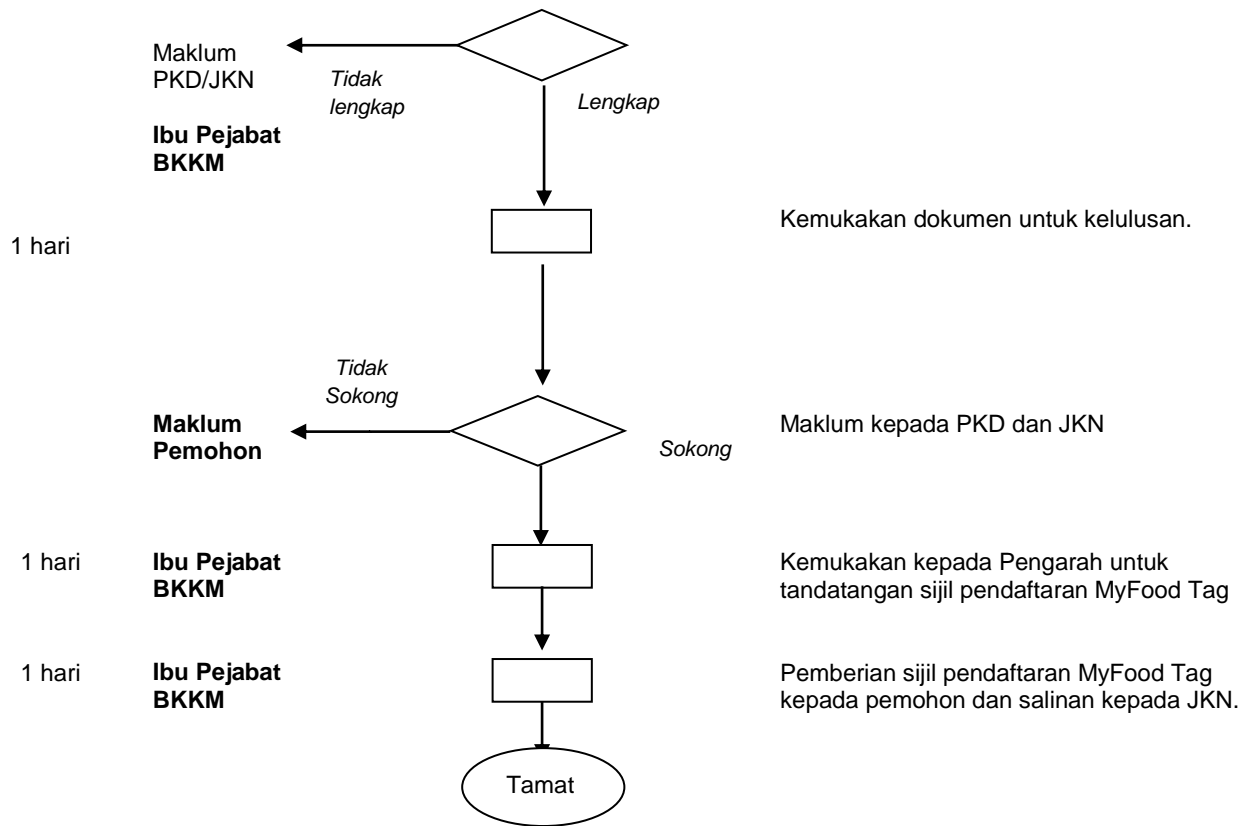 Maklum
PKD/JKN
Tidak
lengkap
Lengkap
Ibu Pejabat
BKKM
1 hari
Kemukakan dokumen untuk kelulusan.
Tidak
Sokong
Maklum
Pemohon
Sokong
Maklum kepada PKD dan JKN
1 hari
Ibu Pejabat
BKKM
Kemukakan kepada Pengarah untuk
tandatangan sijil pendaftaran MyFood Tag
1 hari
Ibu Pejabat
BKKM
Pemberian sijil pendaftaran MyFood Tag
kepada pemohon dan salinan kepada JKN.
Tamat